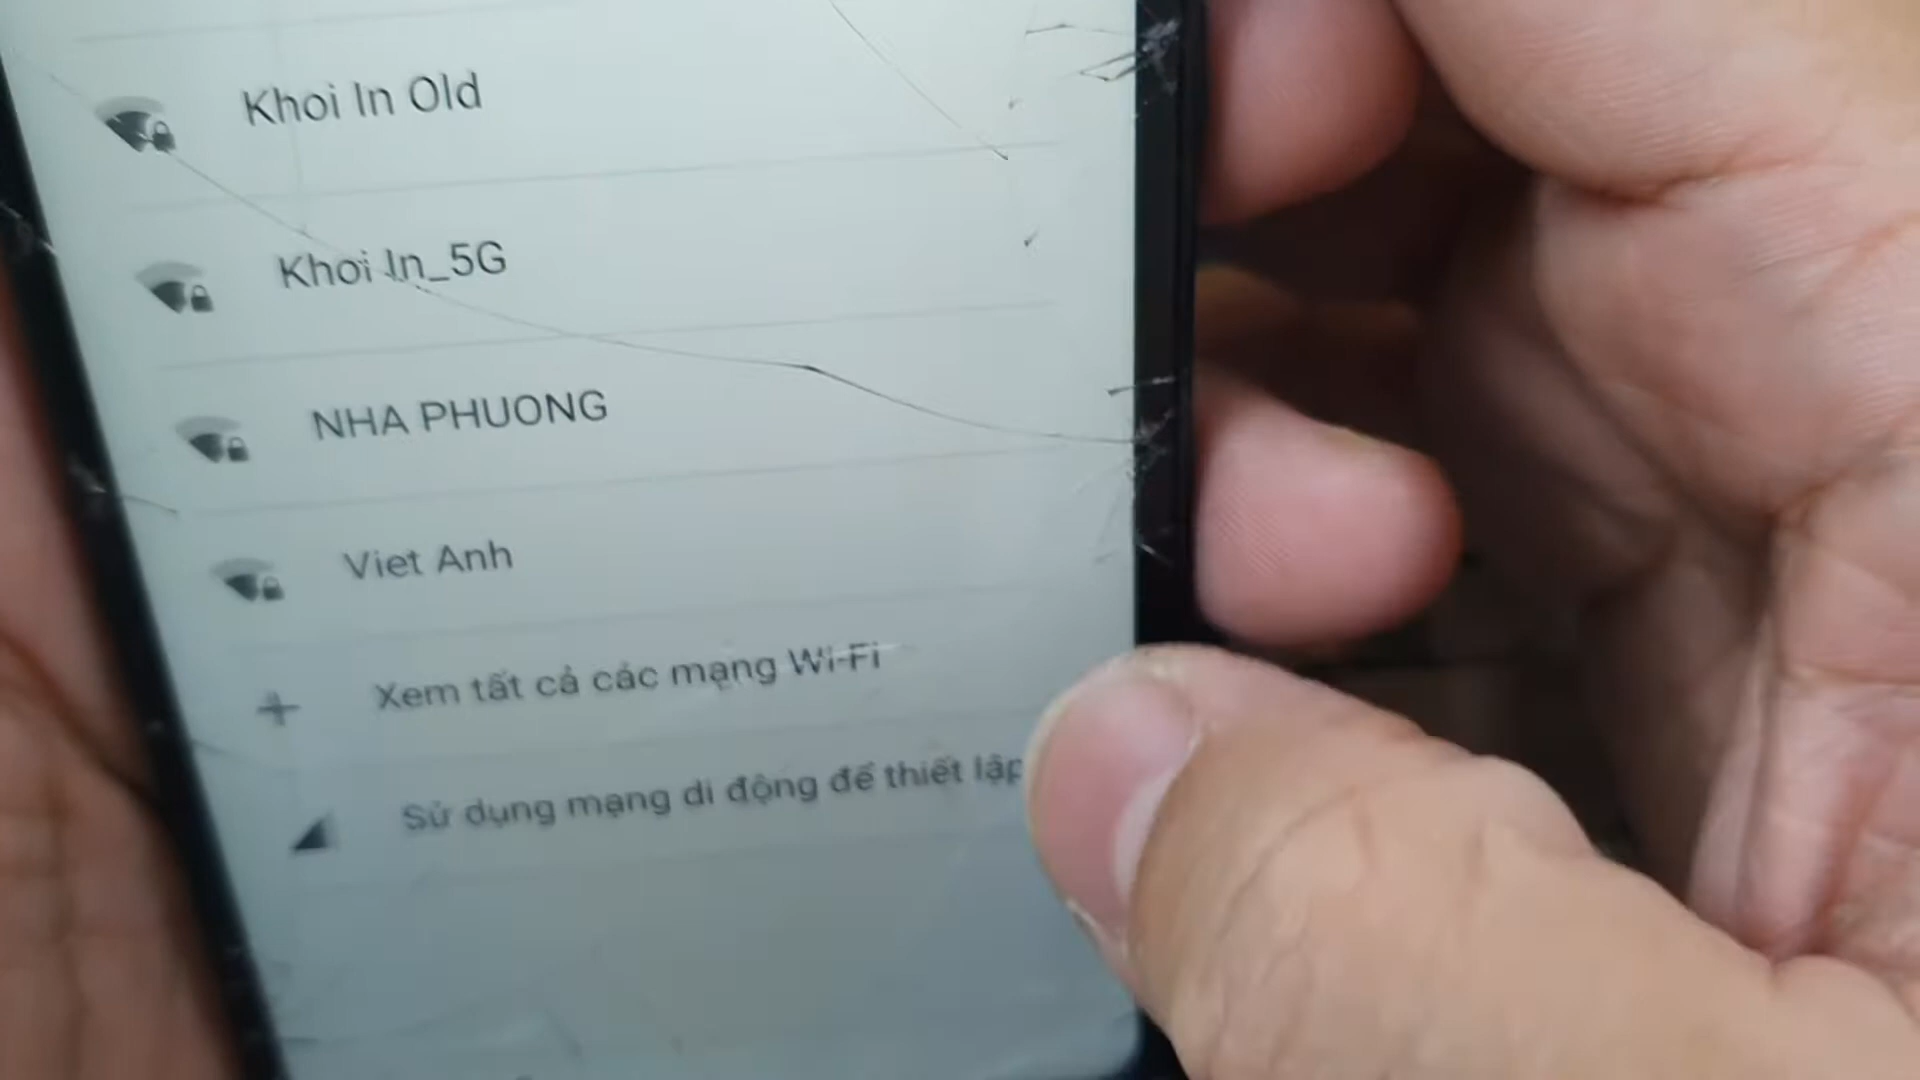 Khoi In Old
Khoi In_5G
NHA PHUONG
Viet Anh
Xem tất cả các mạng Wi-Fi
Sử dụng mạng di động để thiết lập